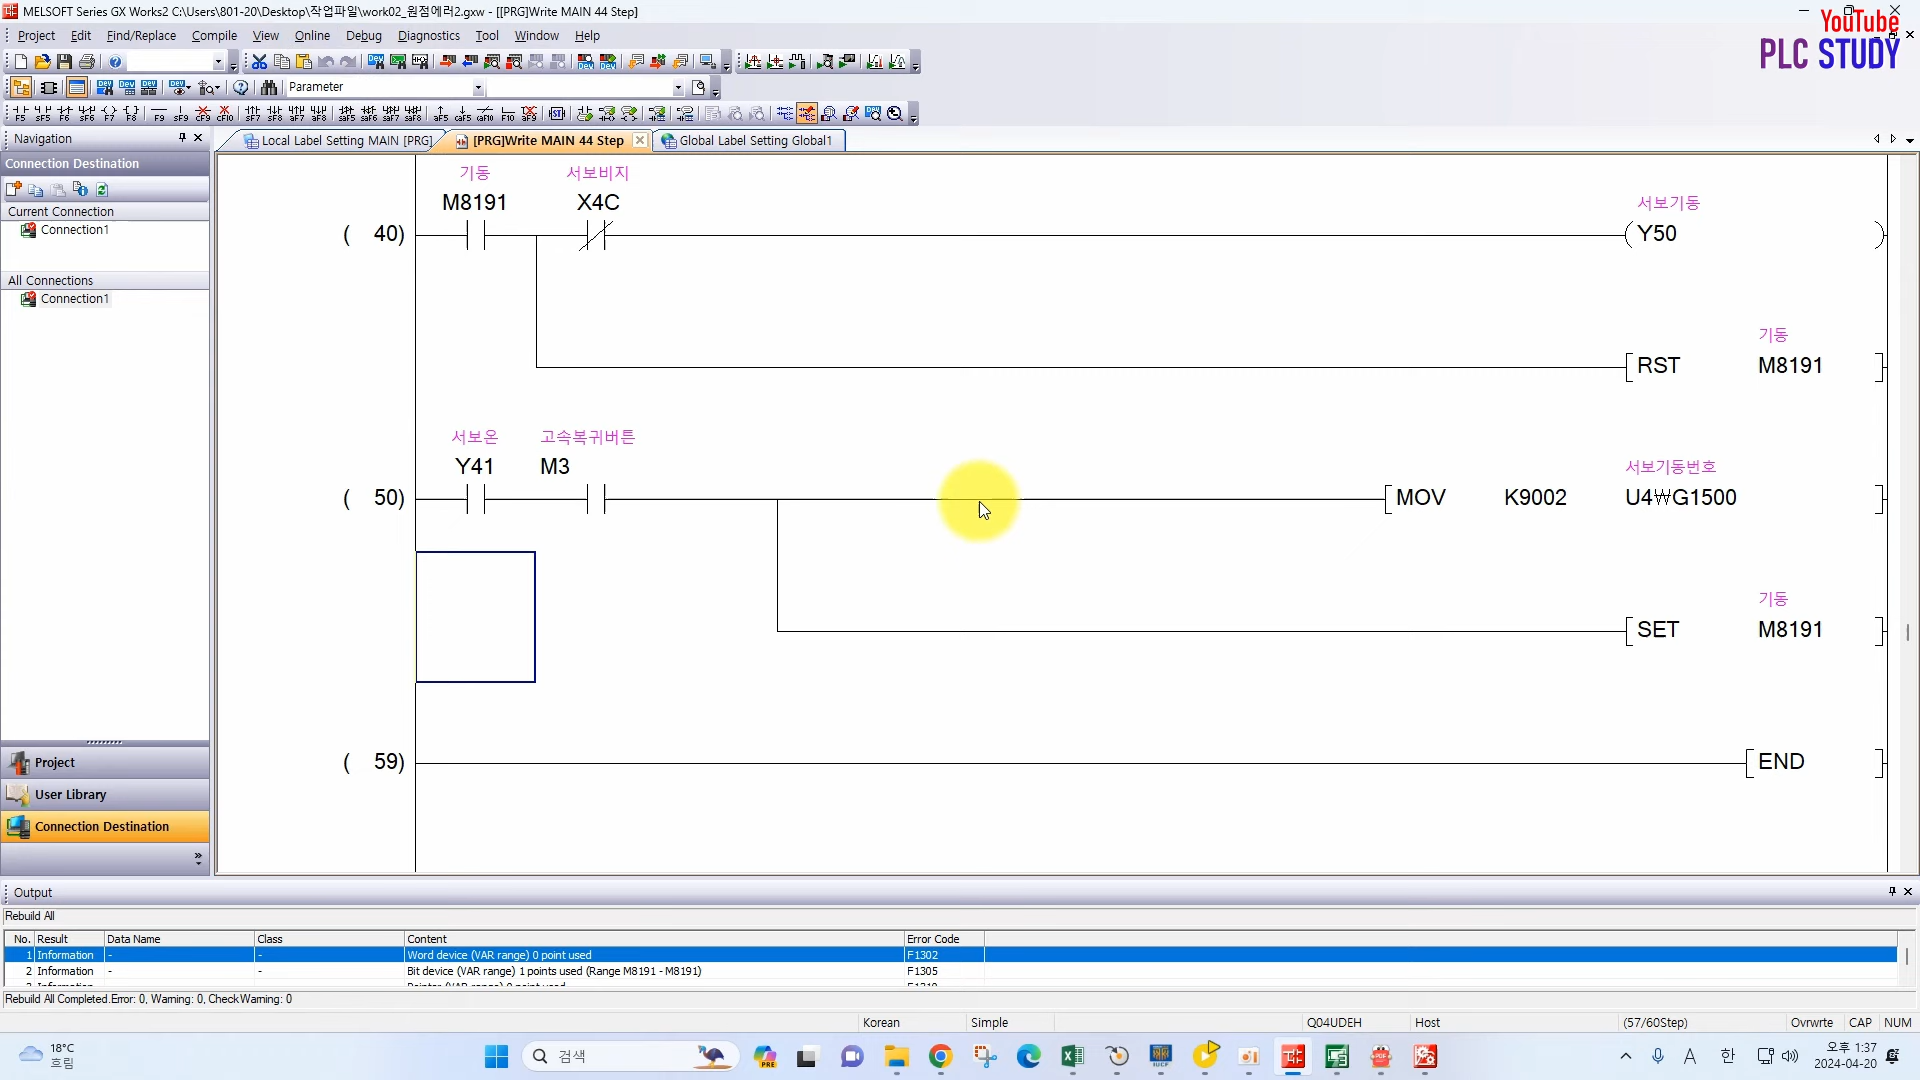 MELSOFT Series GX Works2 C:\Users\801-20\Desktop\작업파일\work02_원점에러2.gxw - [[PRG]Write MAIN 44 Step]
YouTube
PLC STUDY
Project Edit Find/Replace Compile View Online Debug Diagnostics Tool Window Help
Parameter
Navigation
Local Label Setting MAIN [PRG]
[PRG]Write MAIN 44 Step
Global Label Setting Global1
Connection Destination
Current Connection
Connection1
All Connections
Connection1
기동 서보비지
M8191 X4C
서보기동
( 40) Y50
기동
RST M8191
서보온 고속복귀버튼
Y41 M3
서보기동번호
( 50) MOV K9002 U4₩G1500
기동
SET M8191
( 59) END
Project
User Library
Connection Destination
Output
Rebuild All
No. Result Data Name Class Content Error Code
1 Information - - Word device (VAR range) 0 point used F1302
2 Information - - Bit device (VAR range) 1 points used (Range M8191 - M8191) F1305
Rebuild All Completed.Error: 0, Warning: 0, CheckWarning: 0
Korean Simple Q04UDEH Host (57/60Step) Ovrwrte CAP NUM
18°C
흐림
검색
PRE
A 한
오후 1:37
2024-04-20